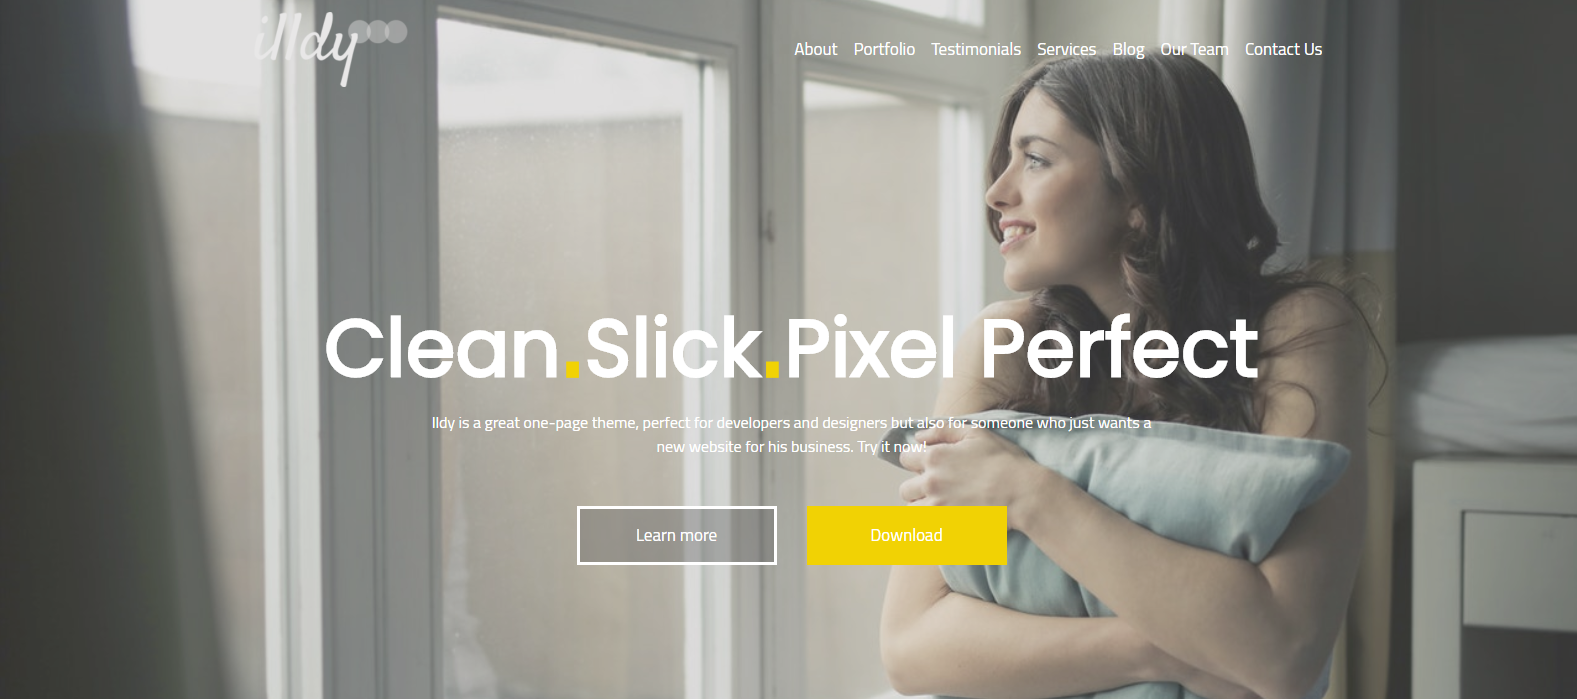 illdy
About Portfolio Testimonials Services Blog Our Team Contact Us
Clean.Slick.Pixel Perfect
lldy is a great one-page theme, perfect for developers and designers but also for someone who just wants a
new website for his business. Try it now!
Learn more Download